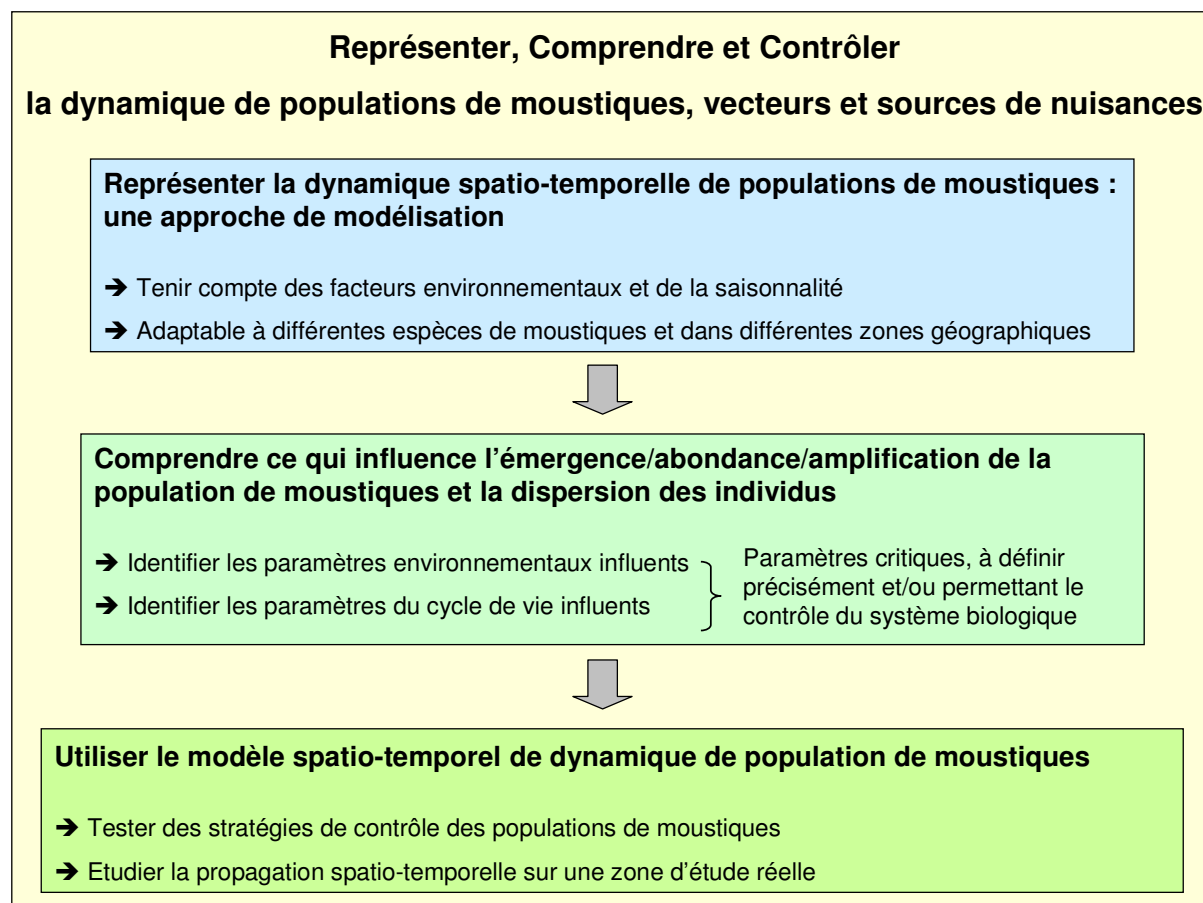 Représenter, Comprendre et Contrôler
la dynamique de populations de moustiques, vecteurs et sources de nuisances
Représenter la dynamique spatio-temporelle de populations de moustiques :
une approche de modélisation
➔ Tenir compte des facteurs environnementaux et de la saisonnalité
➔ Adaptable à différentes espèces de moustiques et dans différentes zones géographiques
Comprendre ce qui influence l’émergence/abondance/amplification de la
population de moustiques et la dispersion des individus
➔ Identifier les paramètres environnementaux influents
➔ Identifier les paramètres du cycle de vie influents
Paramètres critiques, à définir
précisément et/ou permettant le
contrôle du système biologique
Utiliser le modèle spatio-temporel de dynamique de population de moustiques
➔ Tester des stratégies de contrôle des populations de moustiques
➔ Etudier la propagation spatio-temporelle sur une zone d’étude réelle